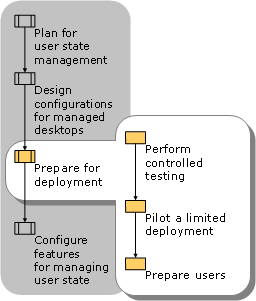 Plan for
user state
management
Design
configurations
for managed
desktops
Prepare for
deployment
Configure
features
for managing
user state
Perform
controlled
testing
Pilot a limited
deployment
Prepare users